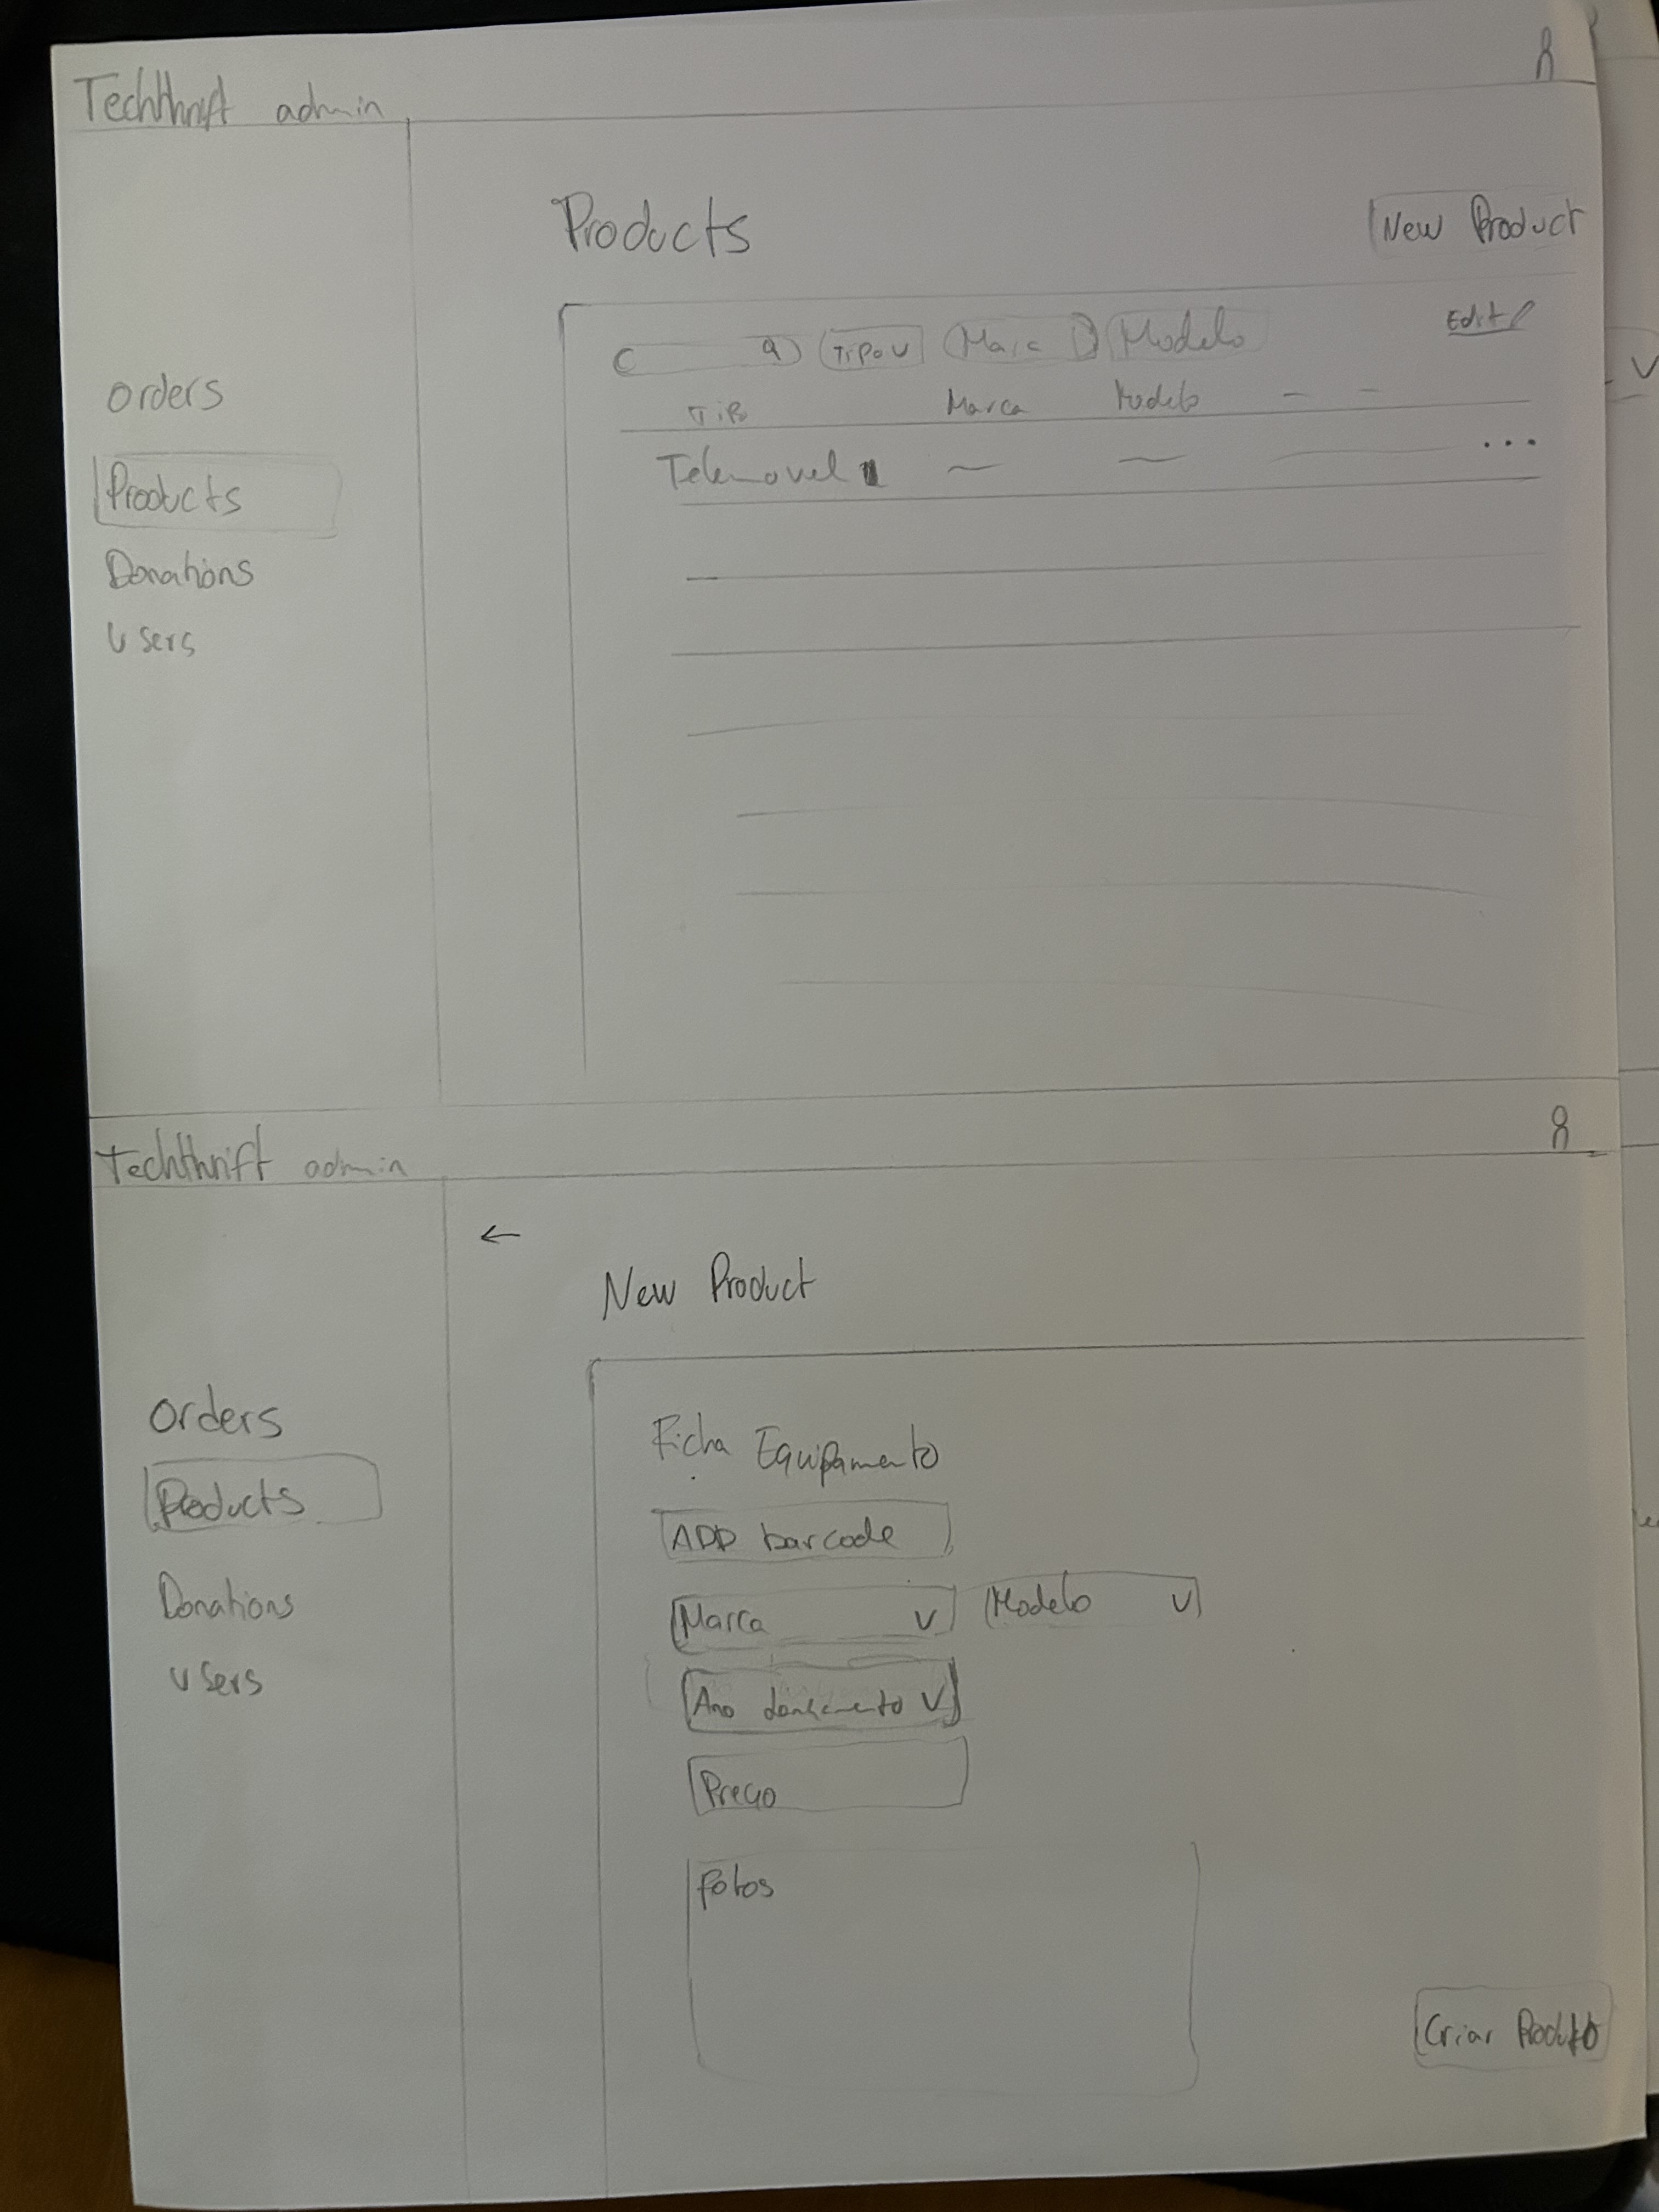 Techthrift admin
Products
New Product
Tipo
Marca
Modelo
Edit
Tipo Marca Modelo
Telemovel
...
Orders
Products
Donations
Users
Techthrift admin
←
New Product
Orders
Products
Donations
Users
Ficha Equipamento
ADD barcode
Marca
Modelo
Ano lançamento
Preço
fotos
Criar Produto